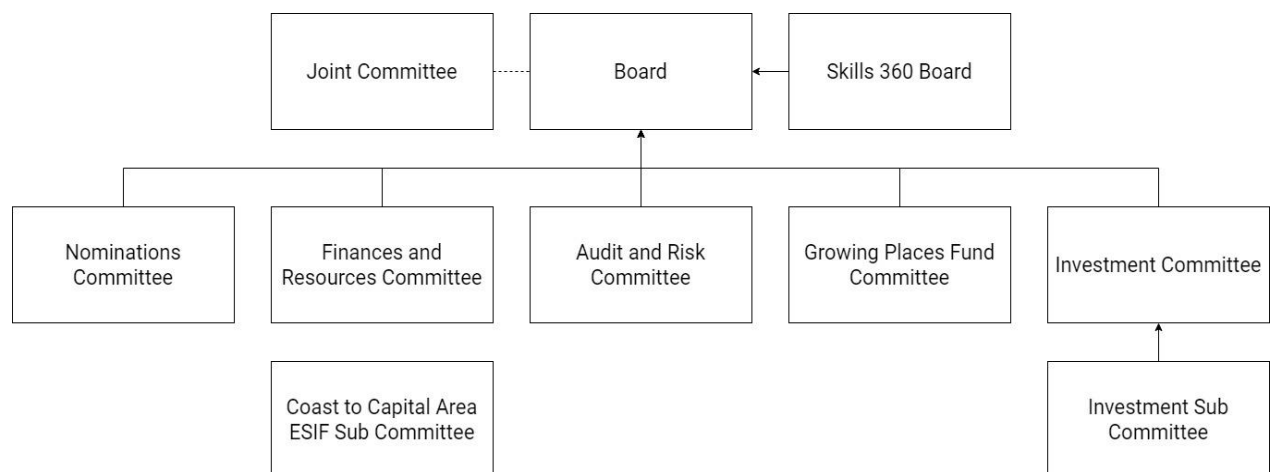 Joint Committee
Board
Skills 360 Board
Nominations
Committee
Finances and
Resources Committee
Audit and Risk
Committee
Growing Places Fund
Committee
Investment Committee
Coast to Capital Area
ESIF Sub Committee
Investment Sub
Committee